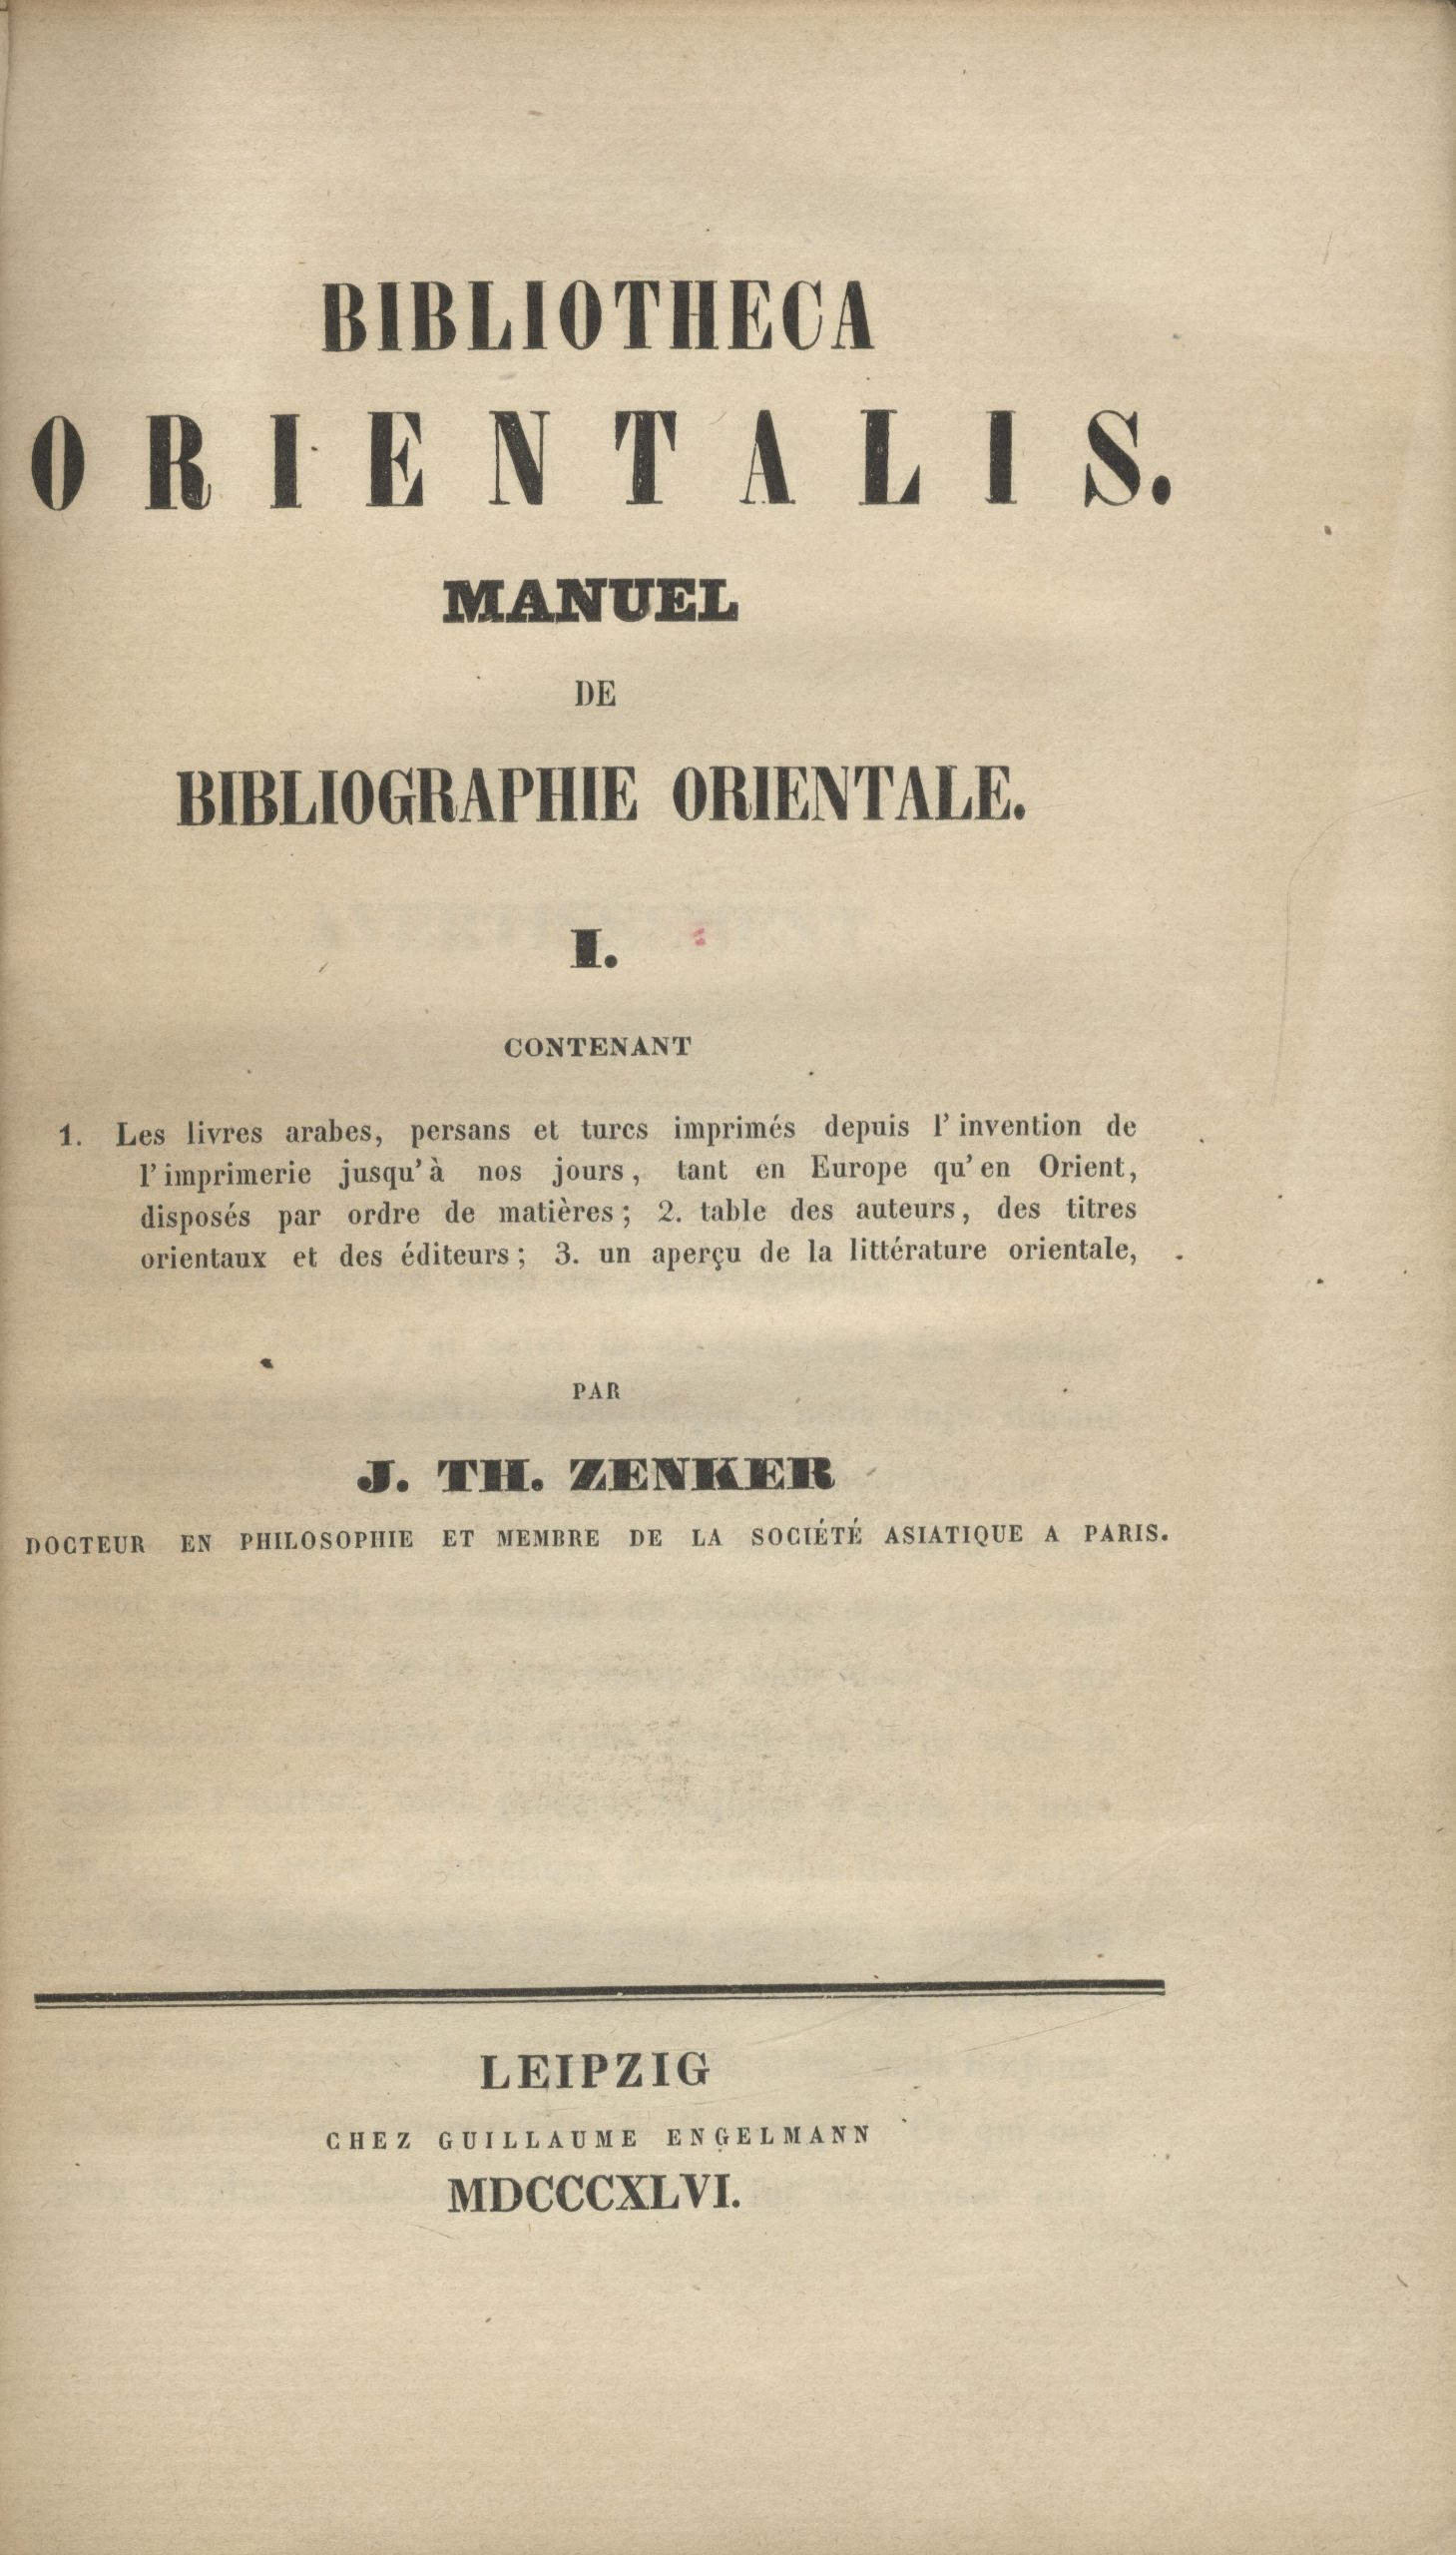 BIBLIOTHECA
ORIENTALIS.
MANUEL
DE
BIBLIOGRAPHIE ORIENTALE.
I.
CONTENANT
1. Les livres arabes, persans et turcs imprimés depuis l'invention de
l'imprimerie jusqu'à nos jours, tant en Europe qu'en Orient,
disposés par ordre de matières; 2. table des auteurs, des titres
orientaux et des éditeurs; 3. un aperçu de la littérature orientale,
PAR
J. TH. ZENKER
DOCTEUR EN PHILOSOPHIE ET MEMBRE DE LA SOCIÉTÉ ASIATIQUE A PARIS.
LEIPZIG
CHEZ GUILLAUME ENGELMANN
MDCCCXLVI.